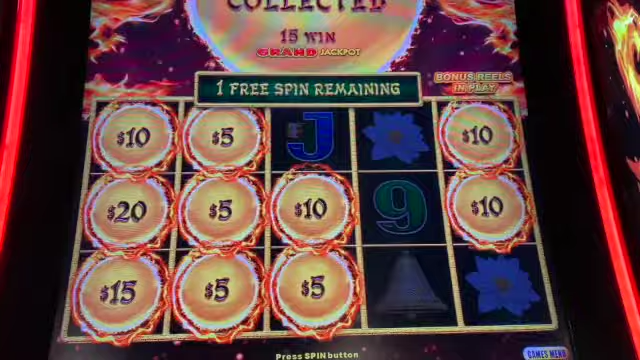 COLLECTED
15 WIN
GRAND JACKPOT
1 FREE SPIN REMAINING
BONUS REELS
IN PLAY
$10 $5 J $10
$20 $5 $10 9 $10
$15 $5 $5
Press SPIN button
GAMES MENU